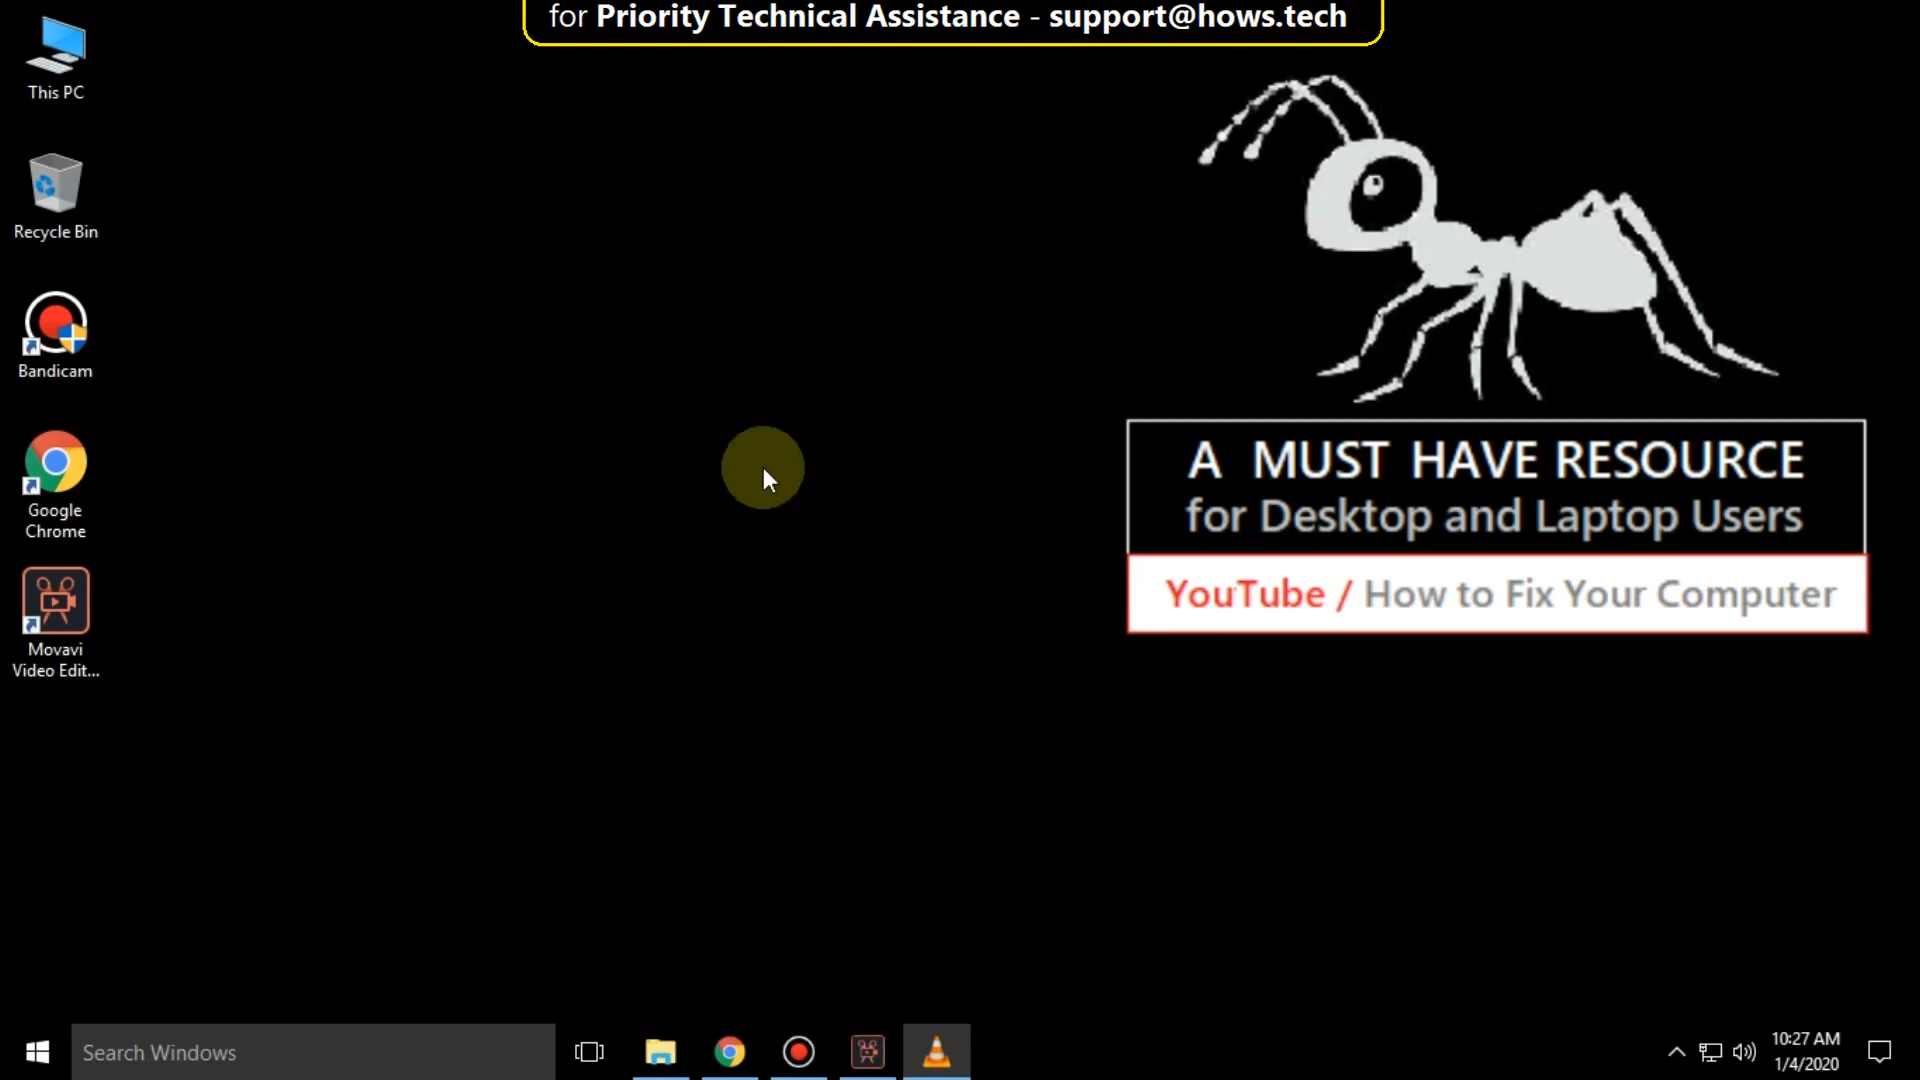 for Priority Technical Assistance - support@hows.tech
This PC
Recycle Bin
Bandicam
Google
Chrome
Movavi
Video Edit...
A MUST HAVE RESOURCE
for Desktop and Laptop Users
YouTube / How to Fix Your Computer
Search Windows
10:27 AM
1/4/2020